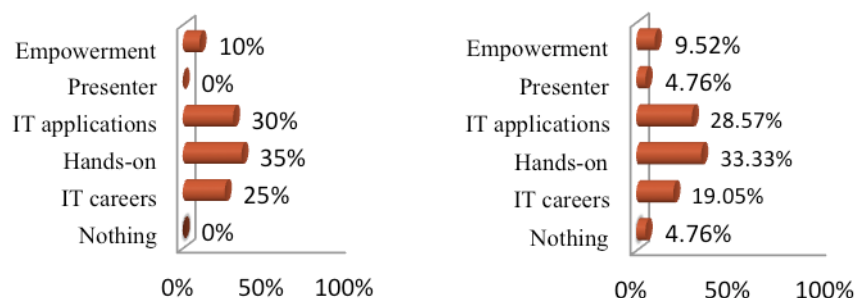 Empowerment 10%
Presenter 0%
IT applications 30%
Hands-on 35%
IT careers 25%
Nothing 0%
0% 50% 100%
Empowerment 9.52%
Presenter 4.76%
IT applications 28.57%
Hands-on 33.33%
IT careers 19.05%
Nothing 4.76%
0% 50% 100%